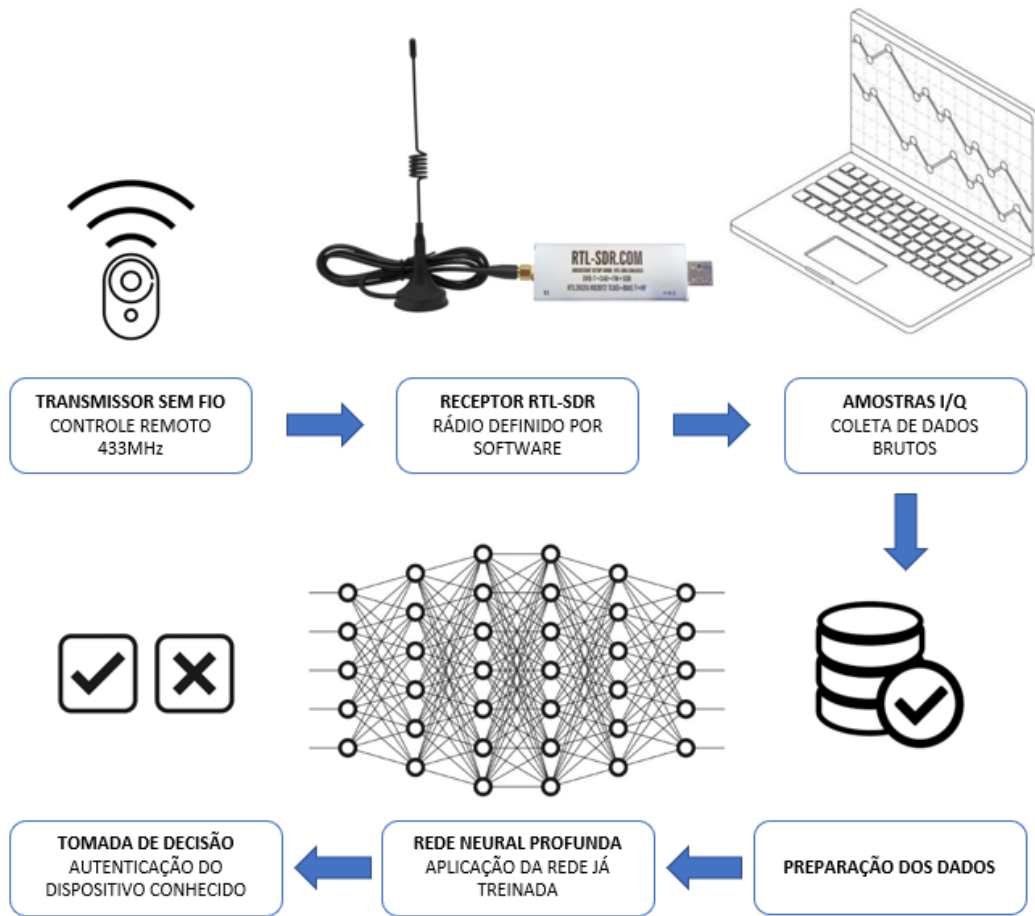 RTL-SDR.COM
TRANSMISSOR SEM FIO
CONTROLE REMOTO
433MHz
RECEPTOR RTL-SDR
RÁDIO DEFINIDO POR
SOFTWARE
AMOSTRAS I/Q
COLETA DE DADOS
BRUTOS
TOMADA DE DECISÃO
AUTENTICAÇÃO DO
DISPOSITIVO CONHECIDO
REDE NEURAL PROFUNDA
APLICAÇÃO DA REDE JÁ
TREINADA
PREPARAÇÃO DOS DADOS